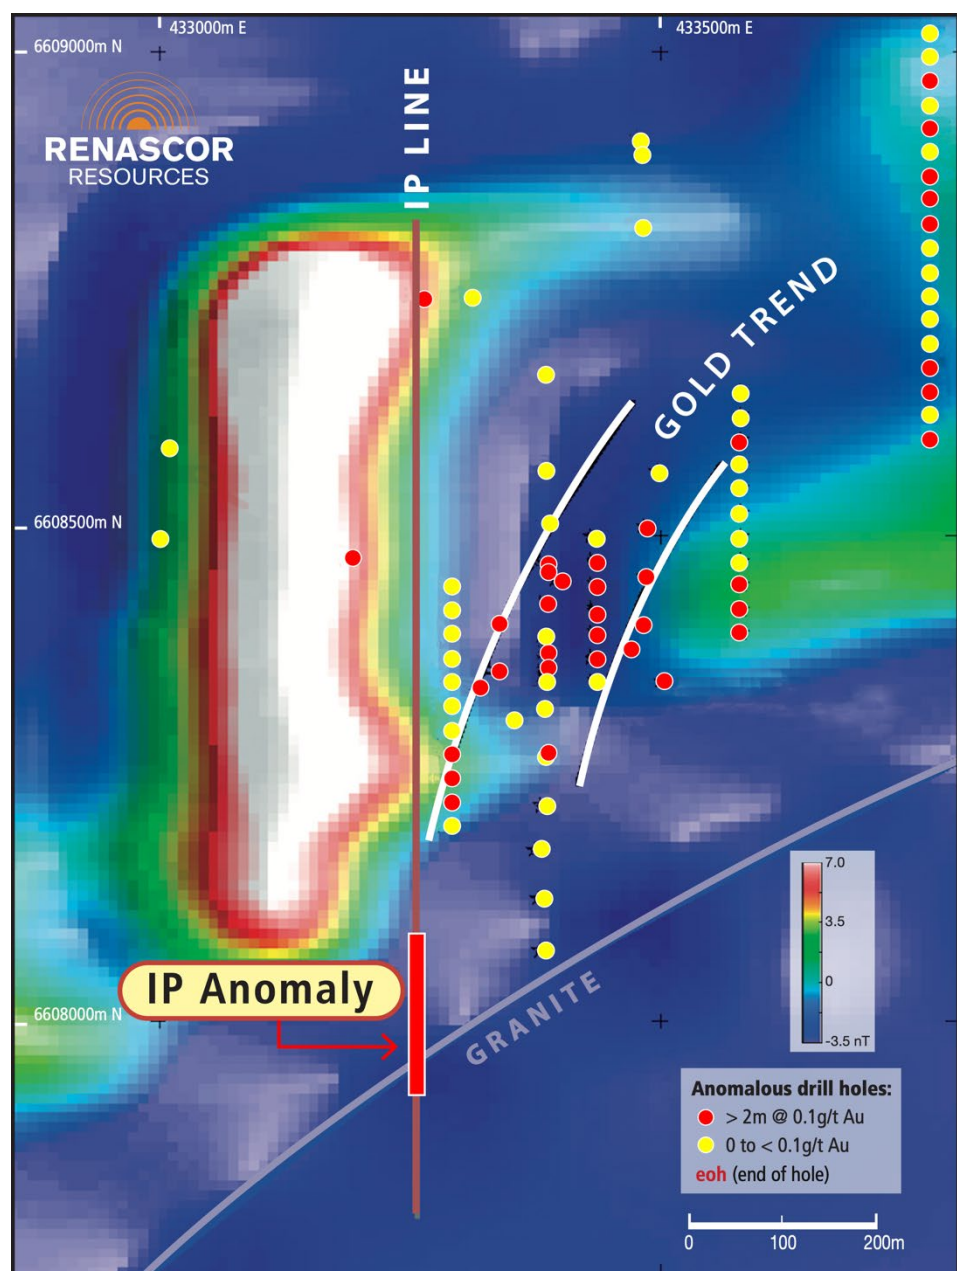 433000m E
433500m E
6609000m N
RENASCOR
RESOURCES
IP LINE
GOLD TREND
6608500m N
IP Anomaly
6608000m N
GRANITE
7.0
3.5
0
-3.5 nT
Anomalous drill holes:
> 2m @ 0.1g/t Au
0 to < 0.1g/t Au
eoh (end of hole)
0 100 200m